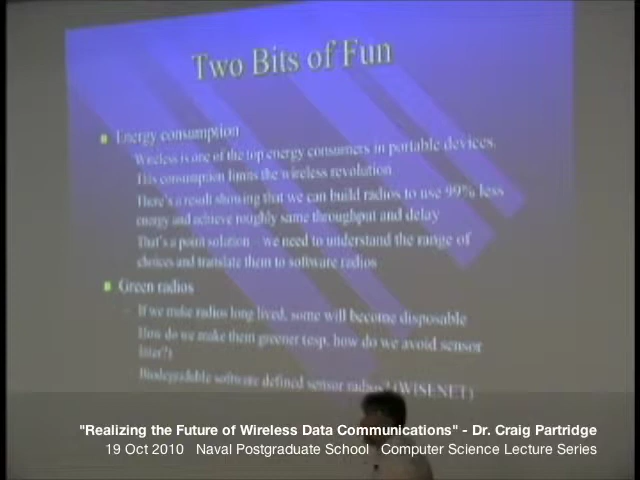 Two Bits of Fun
Energy consumption
Wireless is one of the top energy consumers in portable devices.
This consumption limits the wireless revolution
There's a result showing that we can build radios to use 99% less
energy and achieve roughly same throughput and delay
That's a point solution – we need to understand the range of
choices and translate them to software radios
Green radios
– If we make radios long lived, some will become disposable
How do we make them greener (esp. how do we avoid sensor
litter?)
Biodegradable software defined sensor radios? (WISENET)
"Realizing the Future of Wireless Data Communications" - Dr. Craig Partridge
19 Oct 2010 Naval Postgraduate School Computer Science Lecture Series